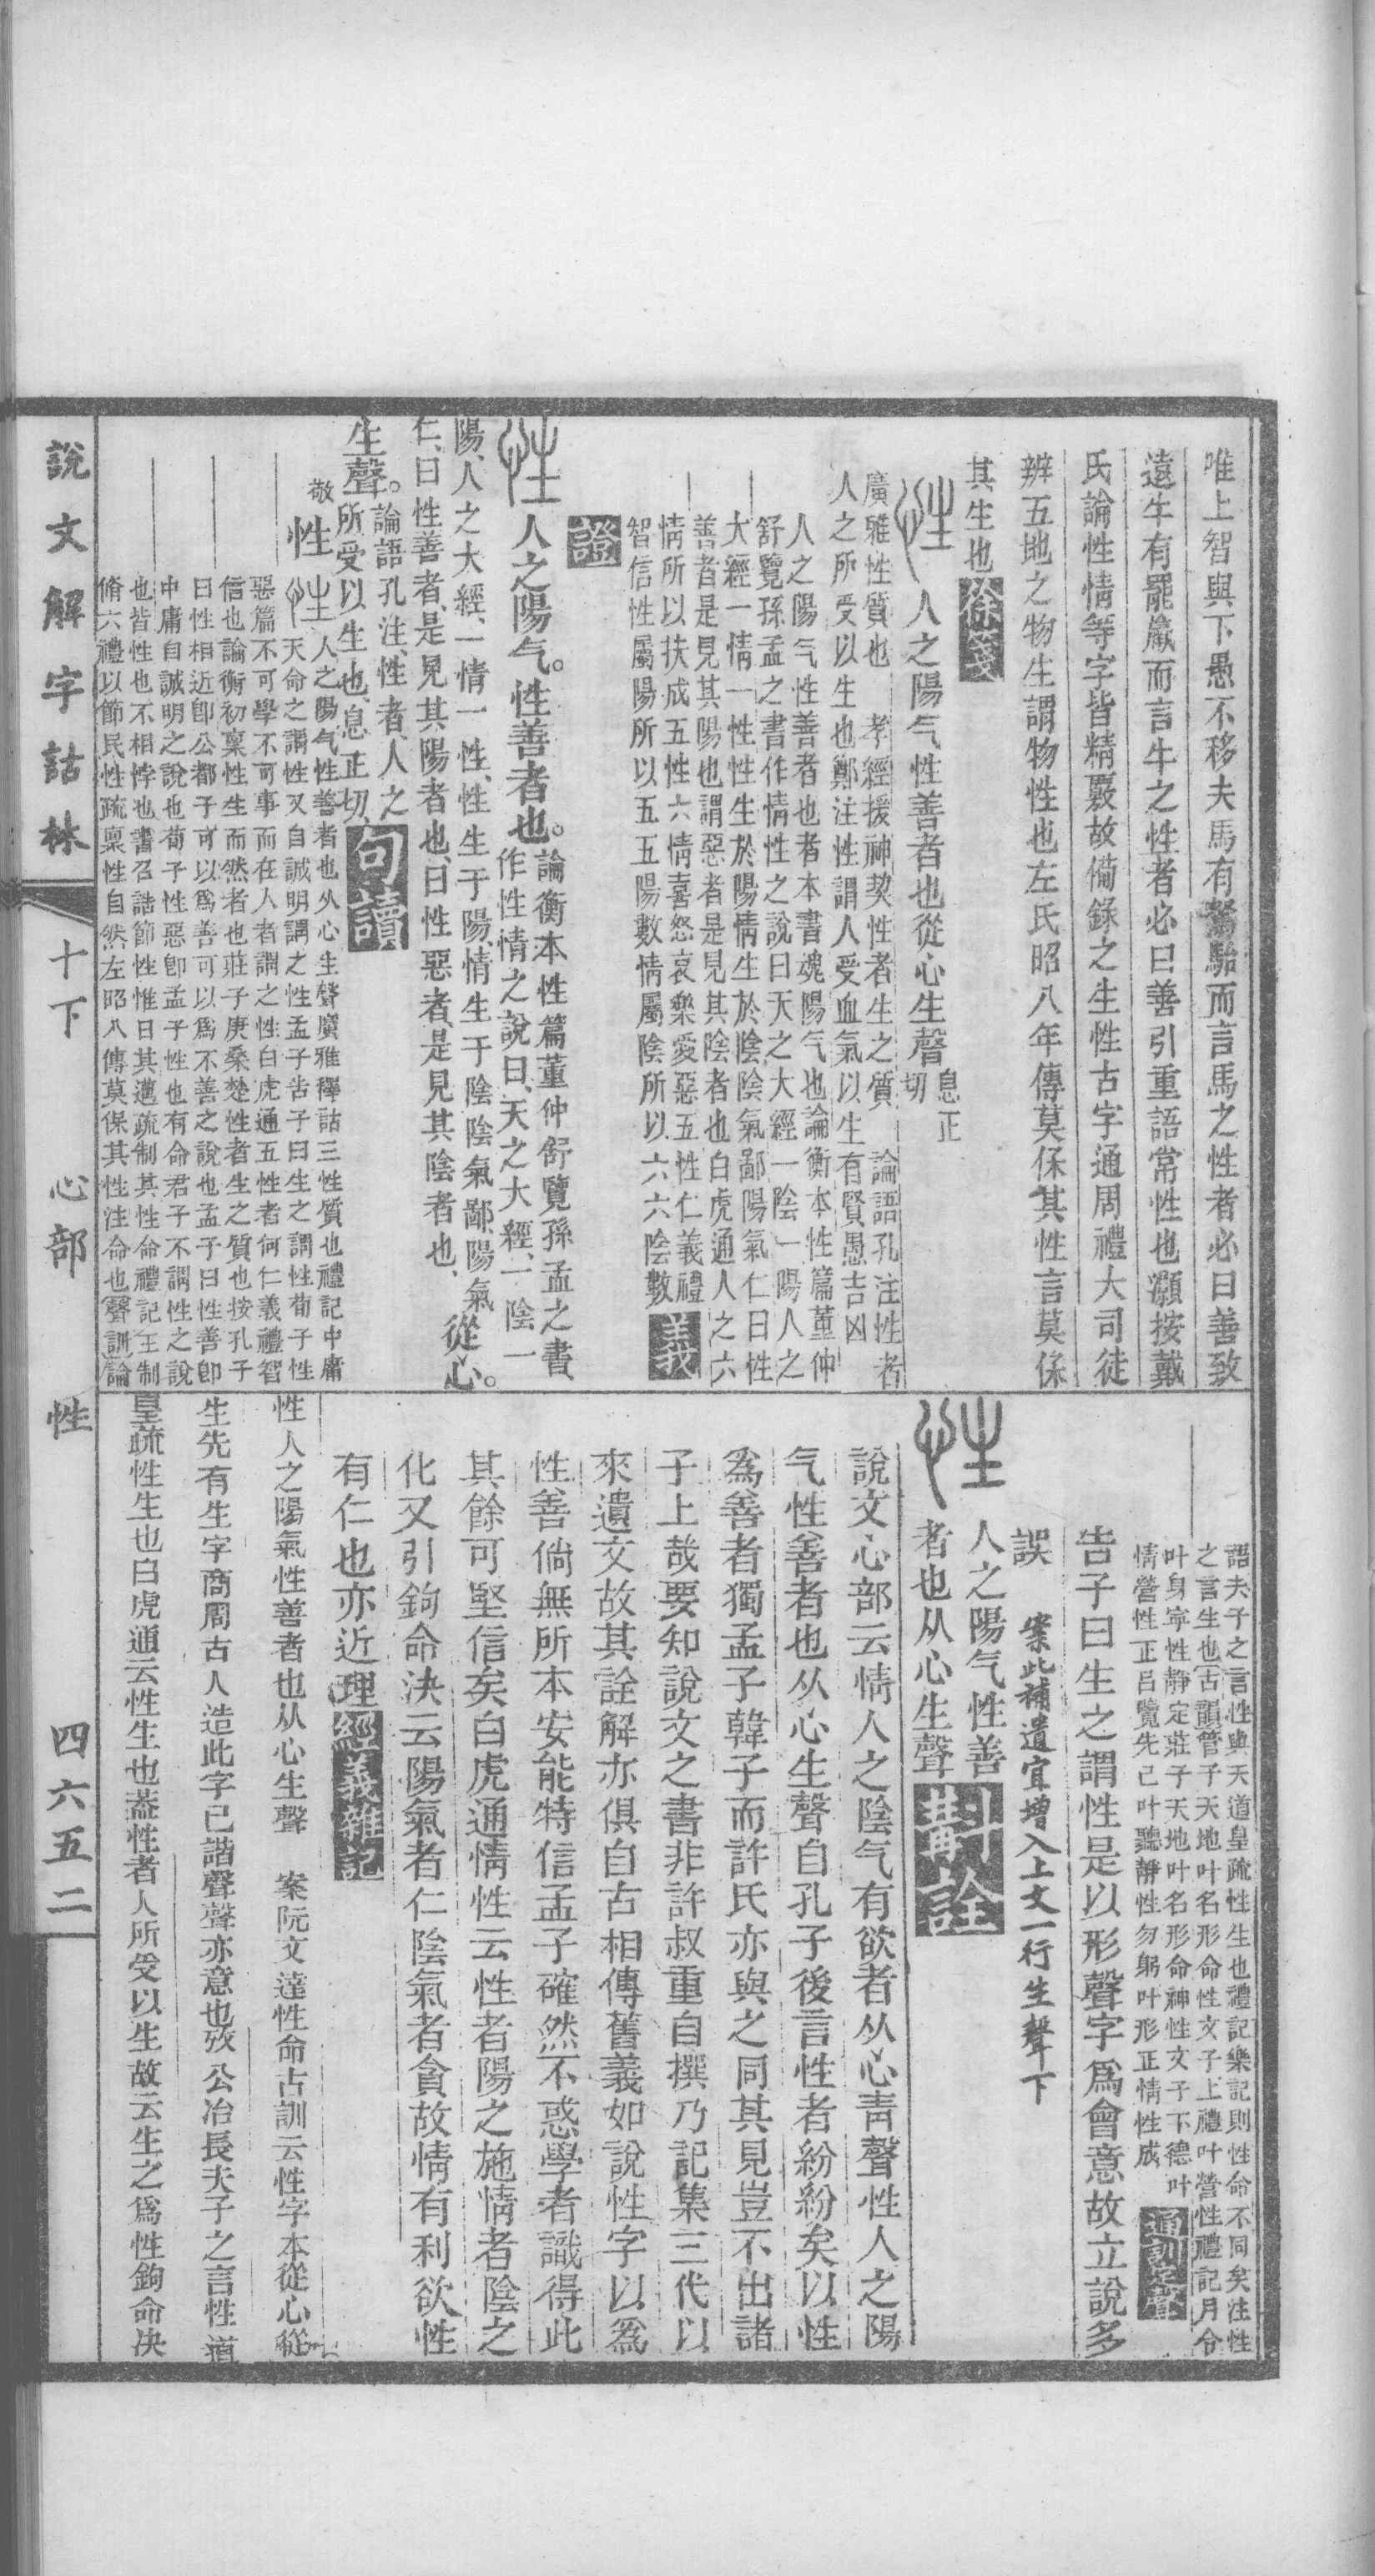 唯上智與下愚不移夫馬有駑駘而言馬之性者必曰善致
遠牛有罷羸而言牛之性者必曰善引重語常性也灝按戴
氏論性情等字皆精覈故備錄之生性古字通周禮大司徒
辨五地之物生謂物性也左氏昭八年傳莫保其性言莫保
其生也徐箋
性 人之陽气性善者也從心生聲息正切
廣雅性質也 孝經援神契性者生之質 論語孔注性者
人之所受以生也鄭注性謂人受血氣以生有賢愚吉凶
人之陽气性善者也者本書魂陽气也論衡本性篇董仲
舒覽孫孟之書作情性之說曰天之大經一陰一陽人之
大經一情一性性生於陽情生於陰陰氣鄙陽氣仁曰性
善者是見其陽也謂惡者是見其陰者也白虎通人之六
情所以扶成五性六情喜怒哀樂愛惡五性仁義禮
智信性屬陽所以五五陽數情屬陰所以六六陰數義
證
性 人之陽气。性善者也。論衡本性篇董仲舒覽孫孟之書
作性情之說曰、天之大經、一陰一
陽、人之大經、一情一性、性生于陽、情生于陰、陰氣鄙、陽氣
仁、曰性善者、是見其陽者也、曰性惡者、是見其陰者也、從心。
生聲。論語孔注、性者、人之
所受以生也、息正切、句讀
敬 性 性 人之陽气性善者也从心生聲廣雅釋詁三性質也禮記中庸
天命之謂性又自誠明謂之性孟子告子曰生之謂性荀子性
惡篇不可學不可事而在人者謂之性白虎通五性者何仁義禮智
信也論衡初稟性生而然者也莊子庚桑楚性者生之質也按孔子
曰性相近卽公都子可以爲善可以爲不善之說也孟子曰性善卽
中庸自誠明之說也荀子性惡卽孟子性也有命君子不謂性之說
也皆性也不相悖也書召誥節性惟日其邁疏制其性命禮記王制
脩六禮以節民性疏稟性自然左昭八傳莫保其性注命也聲訓論
語夫子之言性與天道皇疏性生也禮記樂記則性命不同矣注性
之言生也古韻管子天地叶名形命性文子上禮叶營性禮記月令
叶身寧性靜定莊子天地叶名形命神性文子下德叶
情營性正呂覽先己叶聽靜性勿躬叶形正情性成通訓定聲
告子曰生之謂性是以形聲字爲會意故立說多
誤 案此補遺宜增入上文一行生聲下
性 人之陽气性善
者也从心生聲斠詮
說文心部云情人之陰气有欲者从心靑聲性人之陽
气性善者也从心生聲自孔子後言性者紛紛矣以性
爲善者獨孟子韓子而許氏亦與之同其見豈不出諸
子上哉要知說文之書非許叔重自撰乃記集三代以
來遺文故其詮解亦俱自古相傳舊義如說性字以爲
性善倘無所本安能特信孟子確然不惑學者識得此
其餘可堅信矣白虎通情性云性者陽之施情者陰之
化又引鉤命決云陽氣者仁陰氣者貪故情有利欲性
有仁也亦近理經義雜記
性人之陽氣性善者也从心生聲 案阮文達性命古訓云性字本從心從
生先有生字商周古人造此字已諧聲聲亦意也攷公冶長夫子之言性道
皇疏性生也白虎通云性生也蓋性者人所受以生故云生之爲性鉤命决
說文解字詁林 十下 心部 性 四六五二